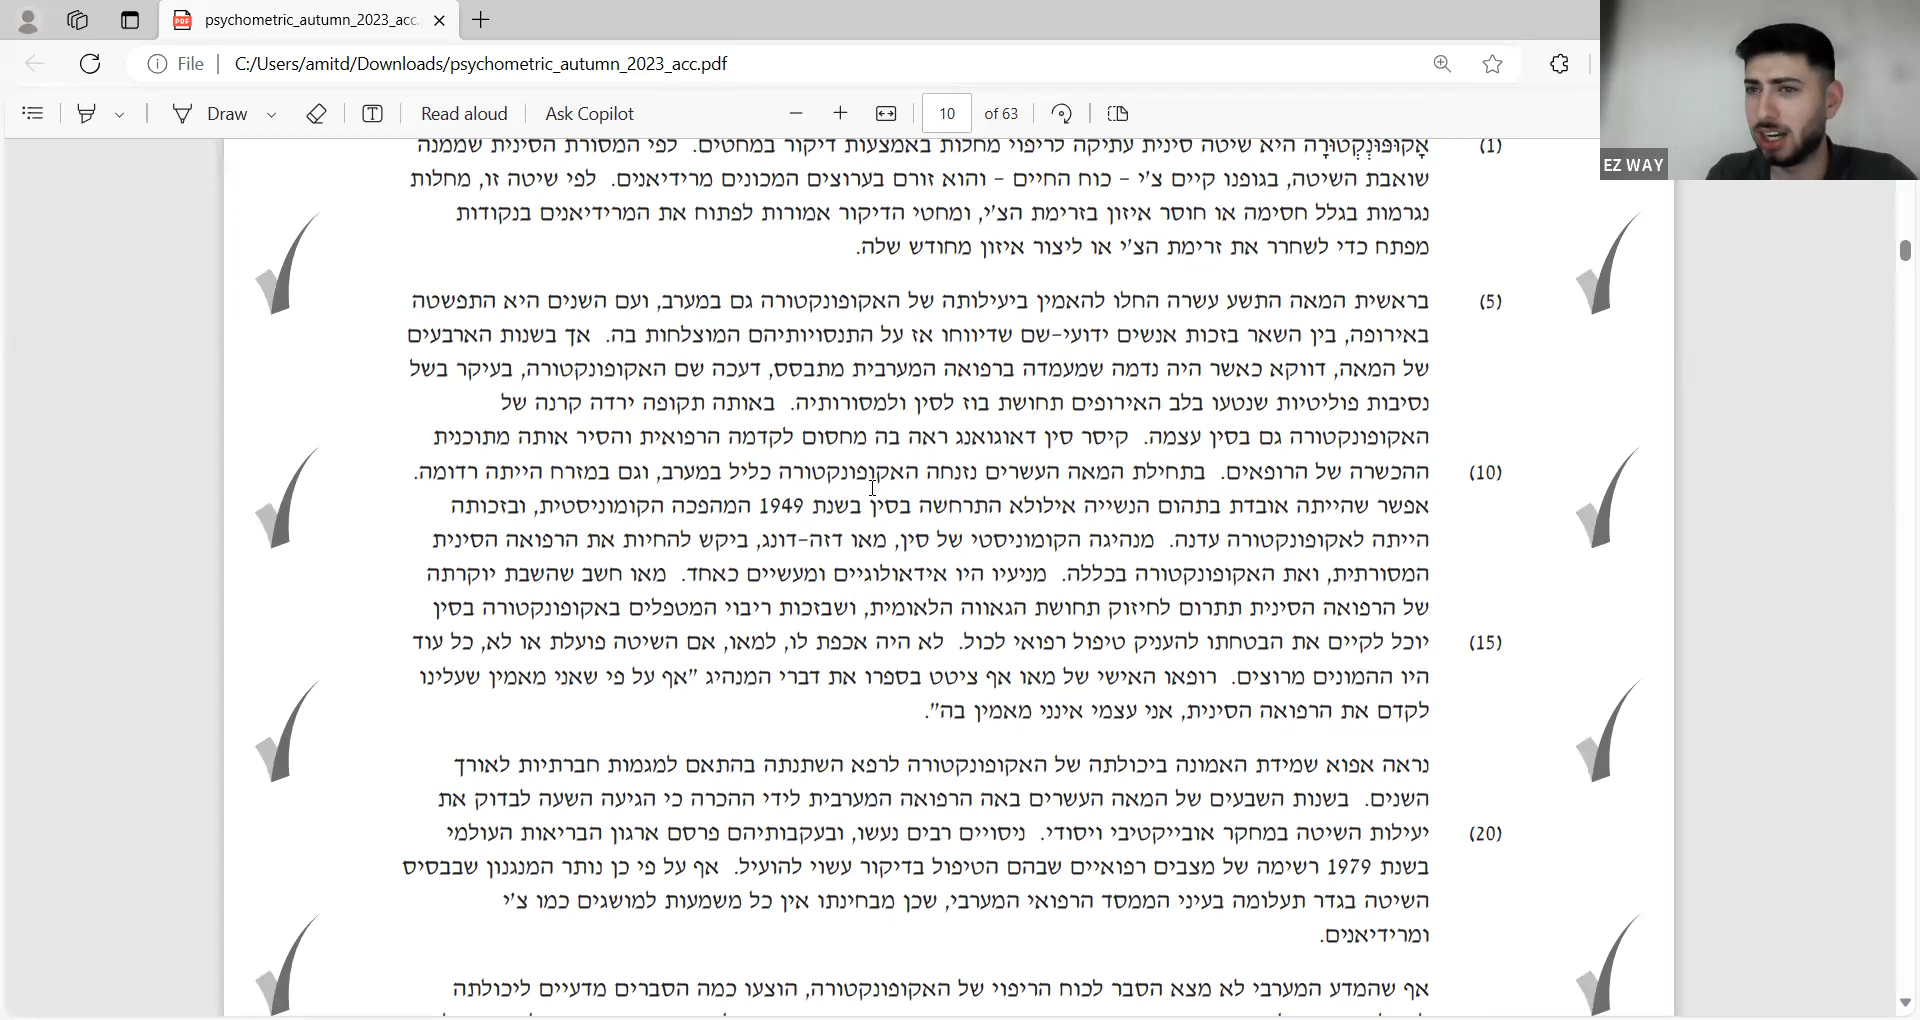 psychometric_autumn_2023_acc.
File
C:/Users/amitd/Downloads/psychometric_autumn_2023_acc.pdf
Draw
Read aloud
Ask Copilot
10 of 63
EZ WAY
(1) אָקוּפּוּנְקְטוּרָה היא שיטה סינית עתיקה לריפוי מחלות באמצעות דיקור במחטים. לפי המסורת הסינית שממנה
שואבת השיטה, בגופנו קיים צ'י – כוח החיים – והוא זורם בערוצים המכונים מרידיאנים. לפי שיטה זו, מחלות
נגרמות בגלל חסימה או חוסר איזון בזרימת הצ'י, ומחטי הדיקור אמורות לפתוח את המרידיאנים בנקודות
מפתח כדי לשחרר את זרימת הצ'י או ליצור איזון מחודש שלה.
(5) בראשית המאה התשע עשרה החלו להאמין ביעילותה של האקופונקטורה גם במערב, ועם השנים היא התפשטה
באירופה, בין השאר בזכות אנשים ידועי-שם שדיווחו אז על התנסויותיהם המוצלחות בה. אך בשנות הארבעים
של המאה, דווקא כאשר היה נדמה שמעמדה ברפואה המערבית מתבסס, דעכה שם האקופונקטורה, בעיקר בשל
נסיבות פוליטיות שנטעו בלב האירופים תחושת בוז לסין ולמסורותיה. באותה תקופה ירדה קרנה של
האקופונקטורה גם בסין עצמה. קיסר סין דאוגואנג ראה בה מחסום לקדמה הרפואית והסיר אותה מתוכנית
(10) ההכשרה של הרופאים. בתחילת המאה העשרים נזנחה האקופונקטורה כליל במערב, וגם במזרח הייתה רדומה.
אפשר שהייתה אובדת בתהום הנשייה אילולא התרחשה בסין בשנת 1949 המהפכה הקומוניסטית, ובזכותה
הייתה לאקופונקטורה עדנה. מנהיגה הקומוניסטי של סין, מאו דזה-דונג, ביקש להחיות את הרפואה הסינית
המסורתית, ואת האקופונקטורה בכללה. מניעיו היו אידאולוגיים ומעשיים כאחד. מאו חשב שהשבת יוקרתה
של הרפואה הסינית תתרום לחיזוק תחושת הגאווה הלאומית, ושבזכות ריבוי המטפלים באקופונקטורה בסין
(15) יוכל לקיים את הבטחתו להעניק טיפול רפואי לכול. לא היה אכפת לו, למאו, אם השיטה פועלת או לא, כל עוד
היו ההמונים מרוצים. רופאו האישי של מאו אף ציטט בספרו את דברי המנהיג "אף על פי שאני מאמין שעלינו
לקדם את הרפואה הסינית, אני עצמי אינני מאמין בה".
נראה אפוא שמידת האמונה ביכולתה של האקופונקטורה לרפא השתנתה בהתאם למגמות חברתיות לאורך
השנים. בשנות השבעים של המאה העשרים באה הרפואה המערבית לידי ההכרה כי הגיעה השעה לבדוק את
(20) יעילות השיטה במחקר אובייקטיבי ויסודי. ניסויים רבים נעשו, ובעקבותיהם פרסם ארגון הבריאות העולמי
בשנת 1979 רשימה של מצבים רפואיים שבהם הטיפול בדיקור עשוי להועיל. אף על פי כן נותר המנגנון שבבסיס
השיטה בגדר תעלומה בעיני הממסד הרפואי המערבי, שכן מבחינתו אין כל משמעות למושגים כמו צ'י
ומרידיאנים.
אף שהמדע המערבי לא מצא הסבר לכוח הריפוי של האקופונקטורה, הוצעו כמה הסברים מדעיים ליכולתה